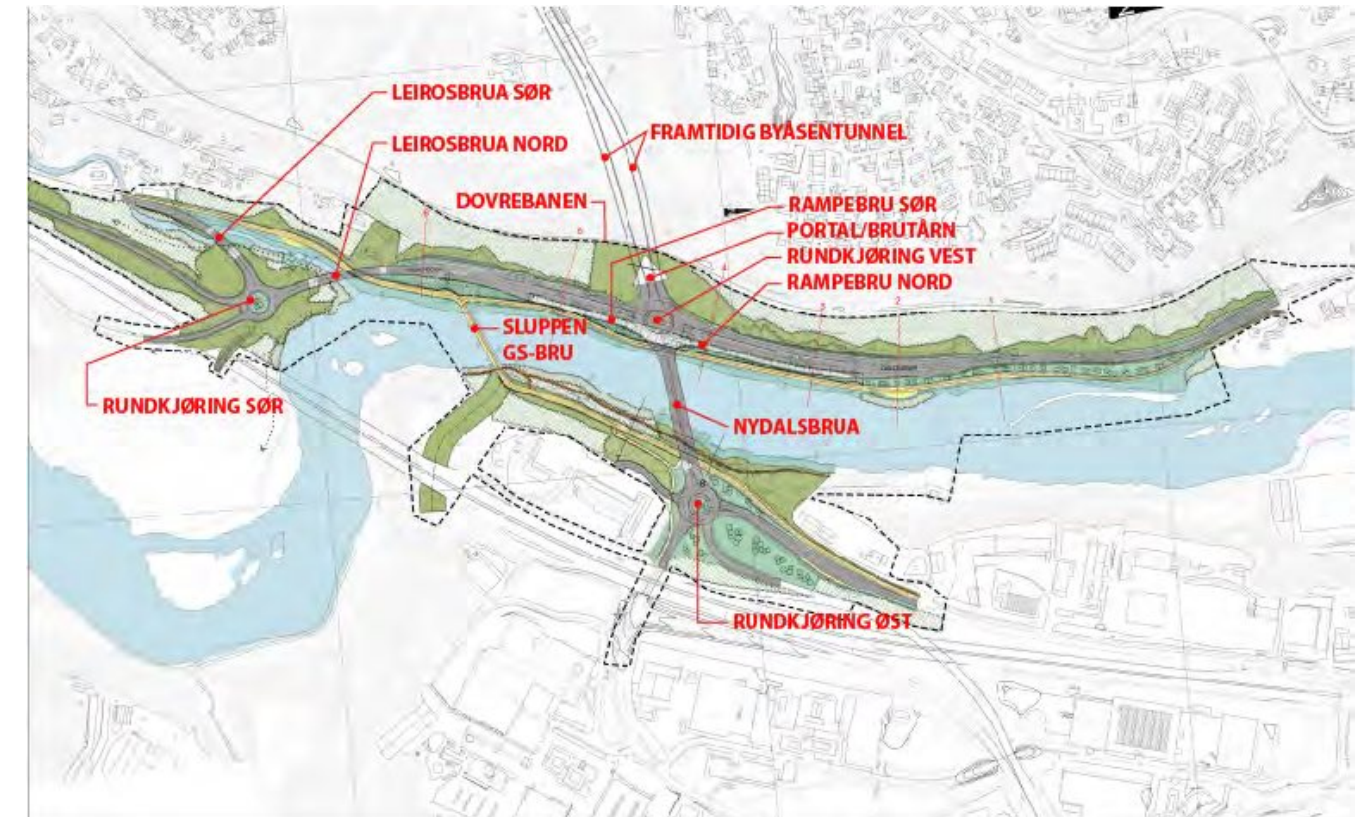 LEIROSBRUA SØR
LEIROSBRUA NORD
FRAMTIDIG BYÅSENTUNNEL
DOVREBANEN
RAMPEBRU SØR
PORTAL/BRUTÅRN
RUNDKJØRING VEST
RAMPEBRU NORD
SLUPPEN
GS-BRU
RUNDKJØRING SØR
NYDALSBRUA
RUNDKJØRING ØST